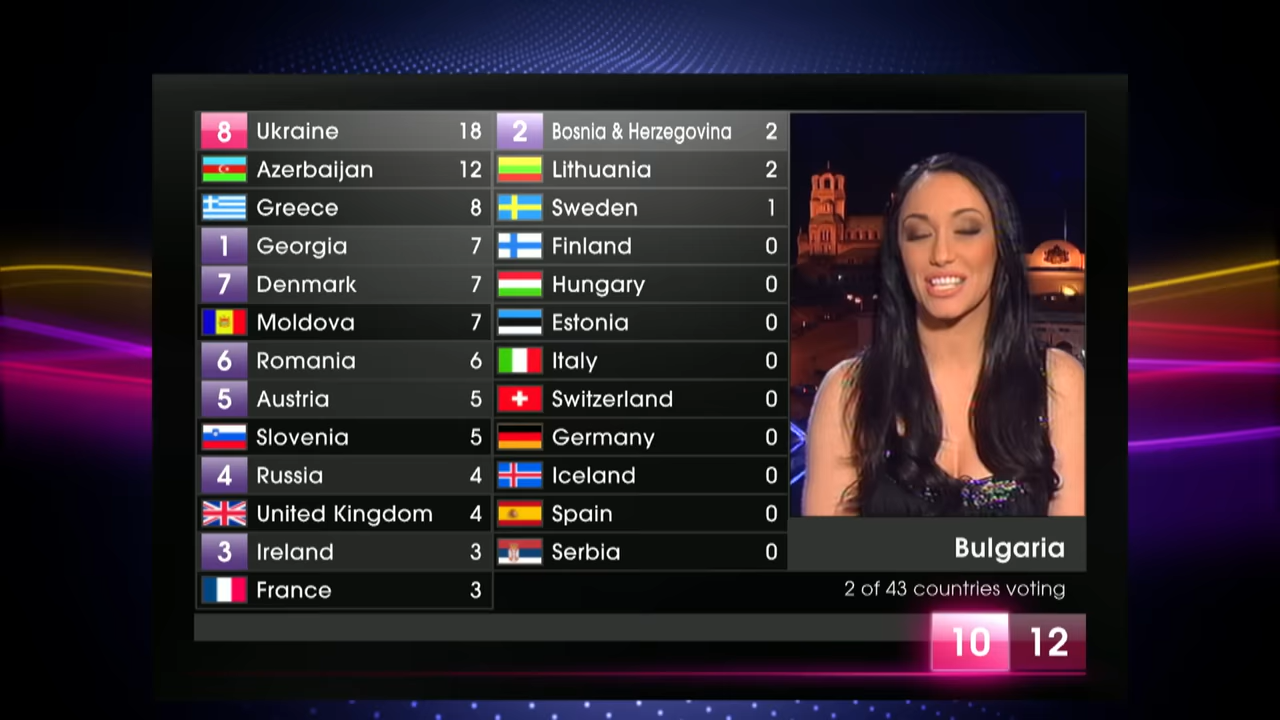 8 Ukraine 18
Azerbaijan 12
Greece 8
1 Georgia 7
7 Denmark 7
Moldova 7
6 Romania 6
5 Austria 5
Slovenia 5
4 Russia 4
United Kingdom 4
3 Ireland 3
France 3
2 Bosnia & Herzegovina 2
Lithuania 2
Sweden 1
Finland 0
Hungary 0
Estonia 0
Italy 0
Switzerland 0
Germany 0
Iceland 0
Spain 0
Serbia 0
Bulgaria
2 of 43 countries voting
10 12